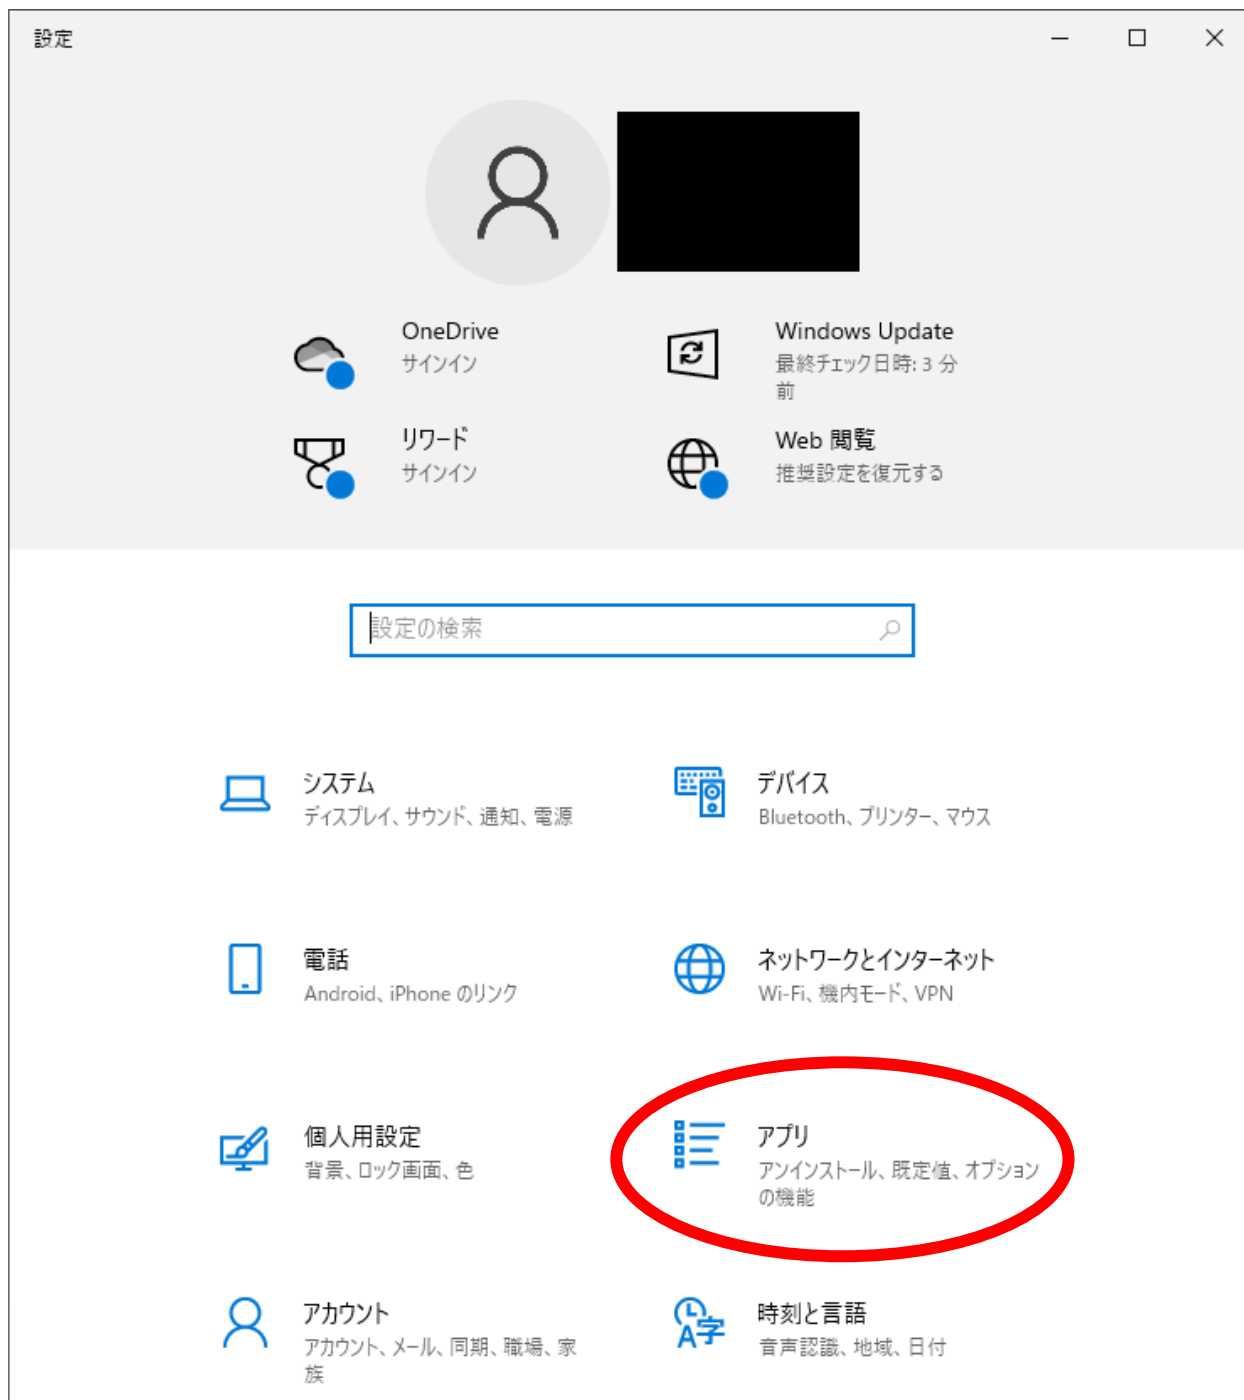 設定
OneDrive
サインイン
Windows Update
最終チェック日時: 3 分
前
リワード
サインイン
Web 閲覧
推奨設定を復元する
設定の検索
システム
ディスプレイ、サウンド、通知、電源
デバイス
Bluetooth、プリンター、マウス
電話
Android、iPhone のリンク
ネットワークとインターネット
Wi-Fi、機内モード、VPN
個人用設定
背景、ロック画面、色
アプリ
アンインストール、既定値、オプション
の機能
アカウント
アカウント、メール、同期、職場、家
族
時刻と言語
音声認識、地域、日付
A字